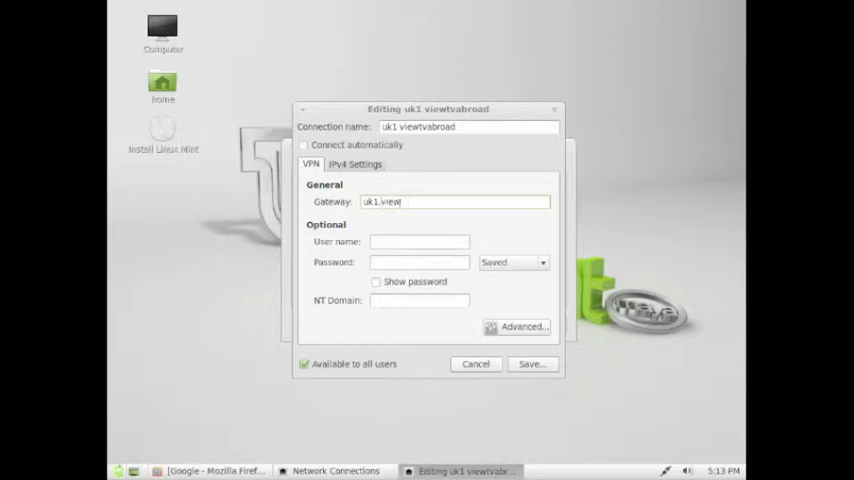 Computer
home
Install Linux Mint
Editing uk1 viewtvabroad
Connection name: uk1 viewtvabroad
Connect automatically
VPN IPv4 Settings
General
Gateway: uk1.view
Optional
User name:
Password: Saved
Show password
NT Domain:
Advanced...
Available to all users Cancel Save...
[Google - Mozilla Firef... Network Connections Editing uk1 viewtvabr... 5:13 PM